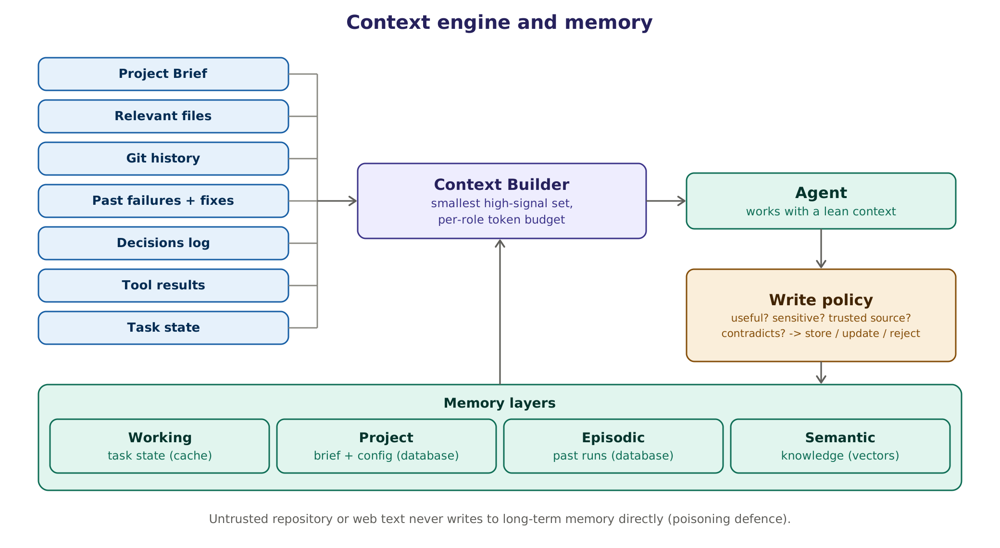 Context engine and memory
Project Brief
Relevant files
Git history
Past failures + fixes
Decisions log
Tool results
Task state
Context Builder
smallest high-signal set,
per-role token budget
Agent
works with a lean context
Write policy
useful? sensitive? trusted source?
contradicts? -> store / update / reject
Memory layers
Working
task state (cache)
Project
brief + config (database)
Episodic
past runs (database)
Semantic
knowledge (vectors)
Untrusted repository or web text never writes to long-term memory directly (poisoning defence).